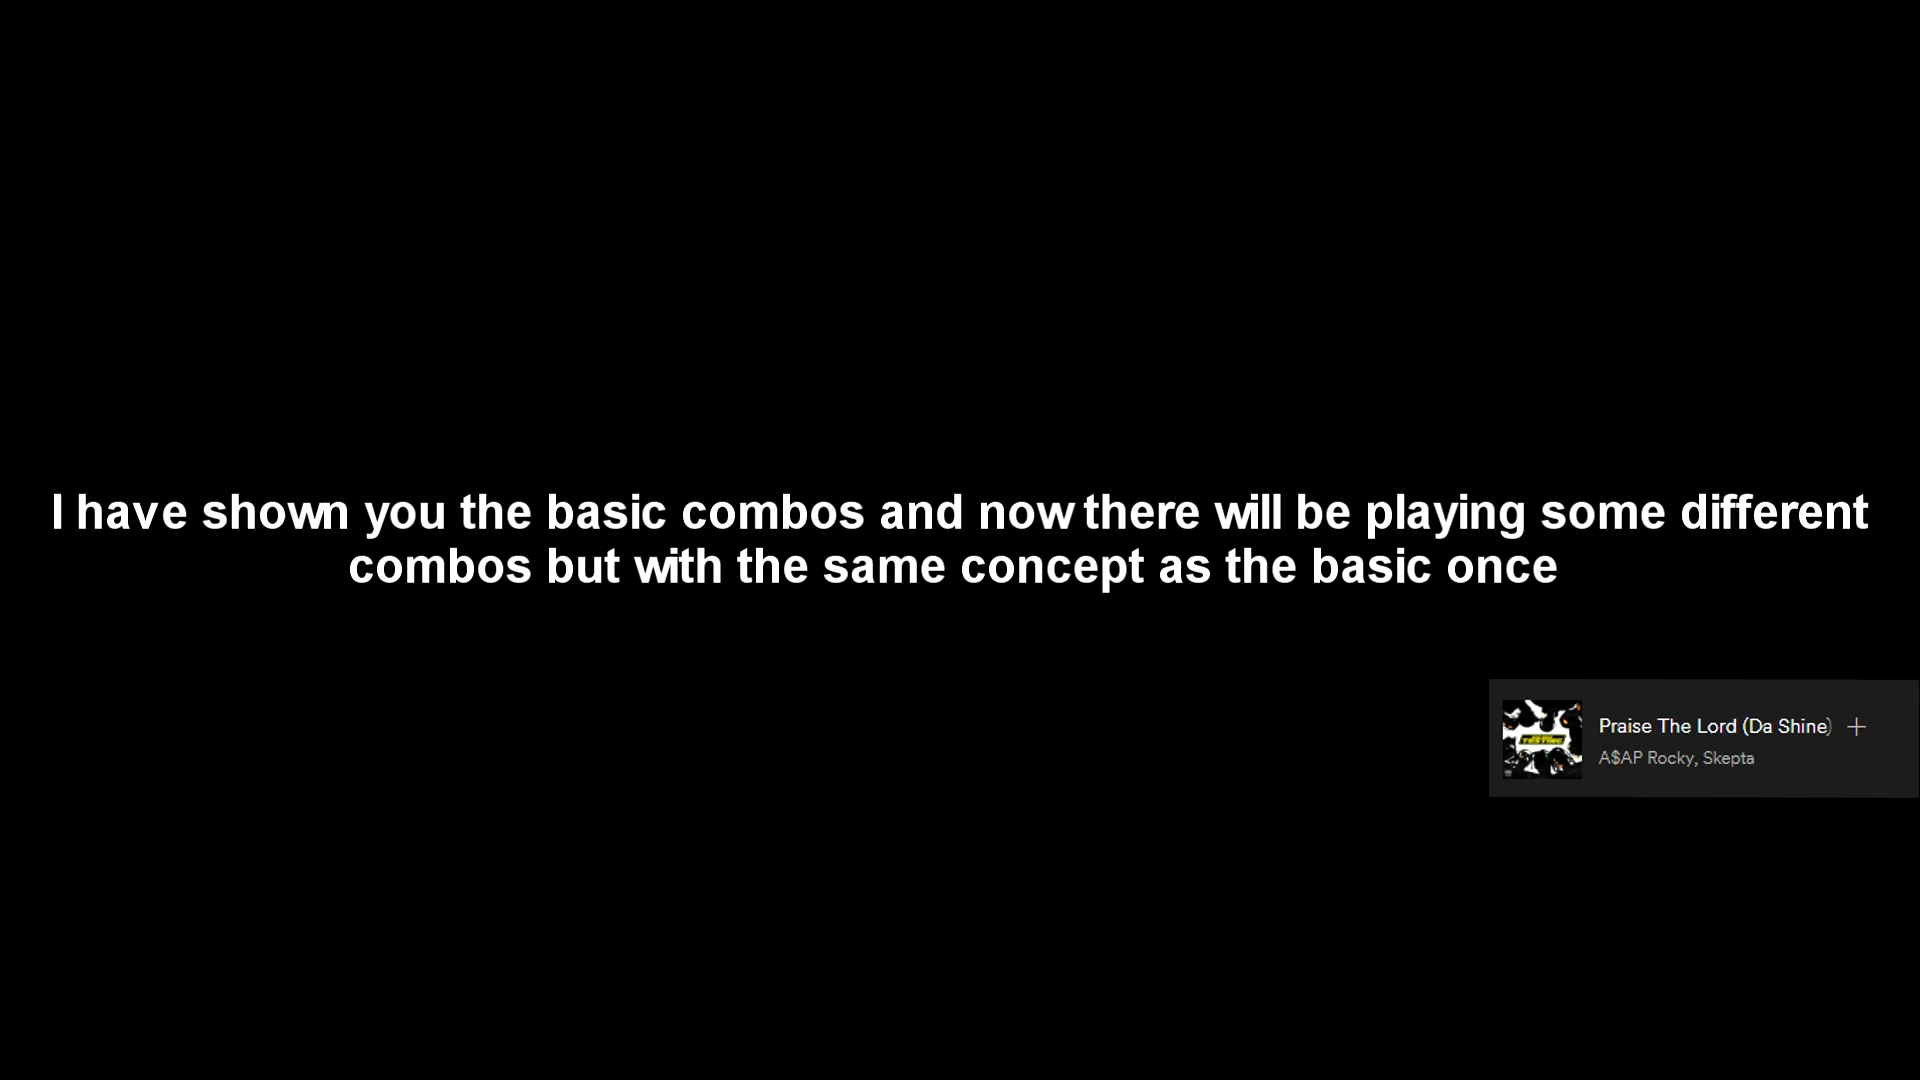 I have shown you the basic combos and now there will be playing some different
combos but with the same concept as the basic once
Praise The Lord (Da Shine)
A$AP Rocky, Skepta
TESTING